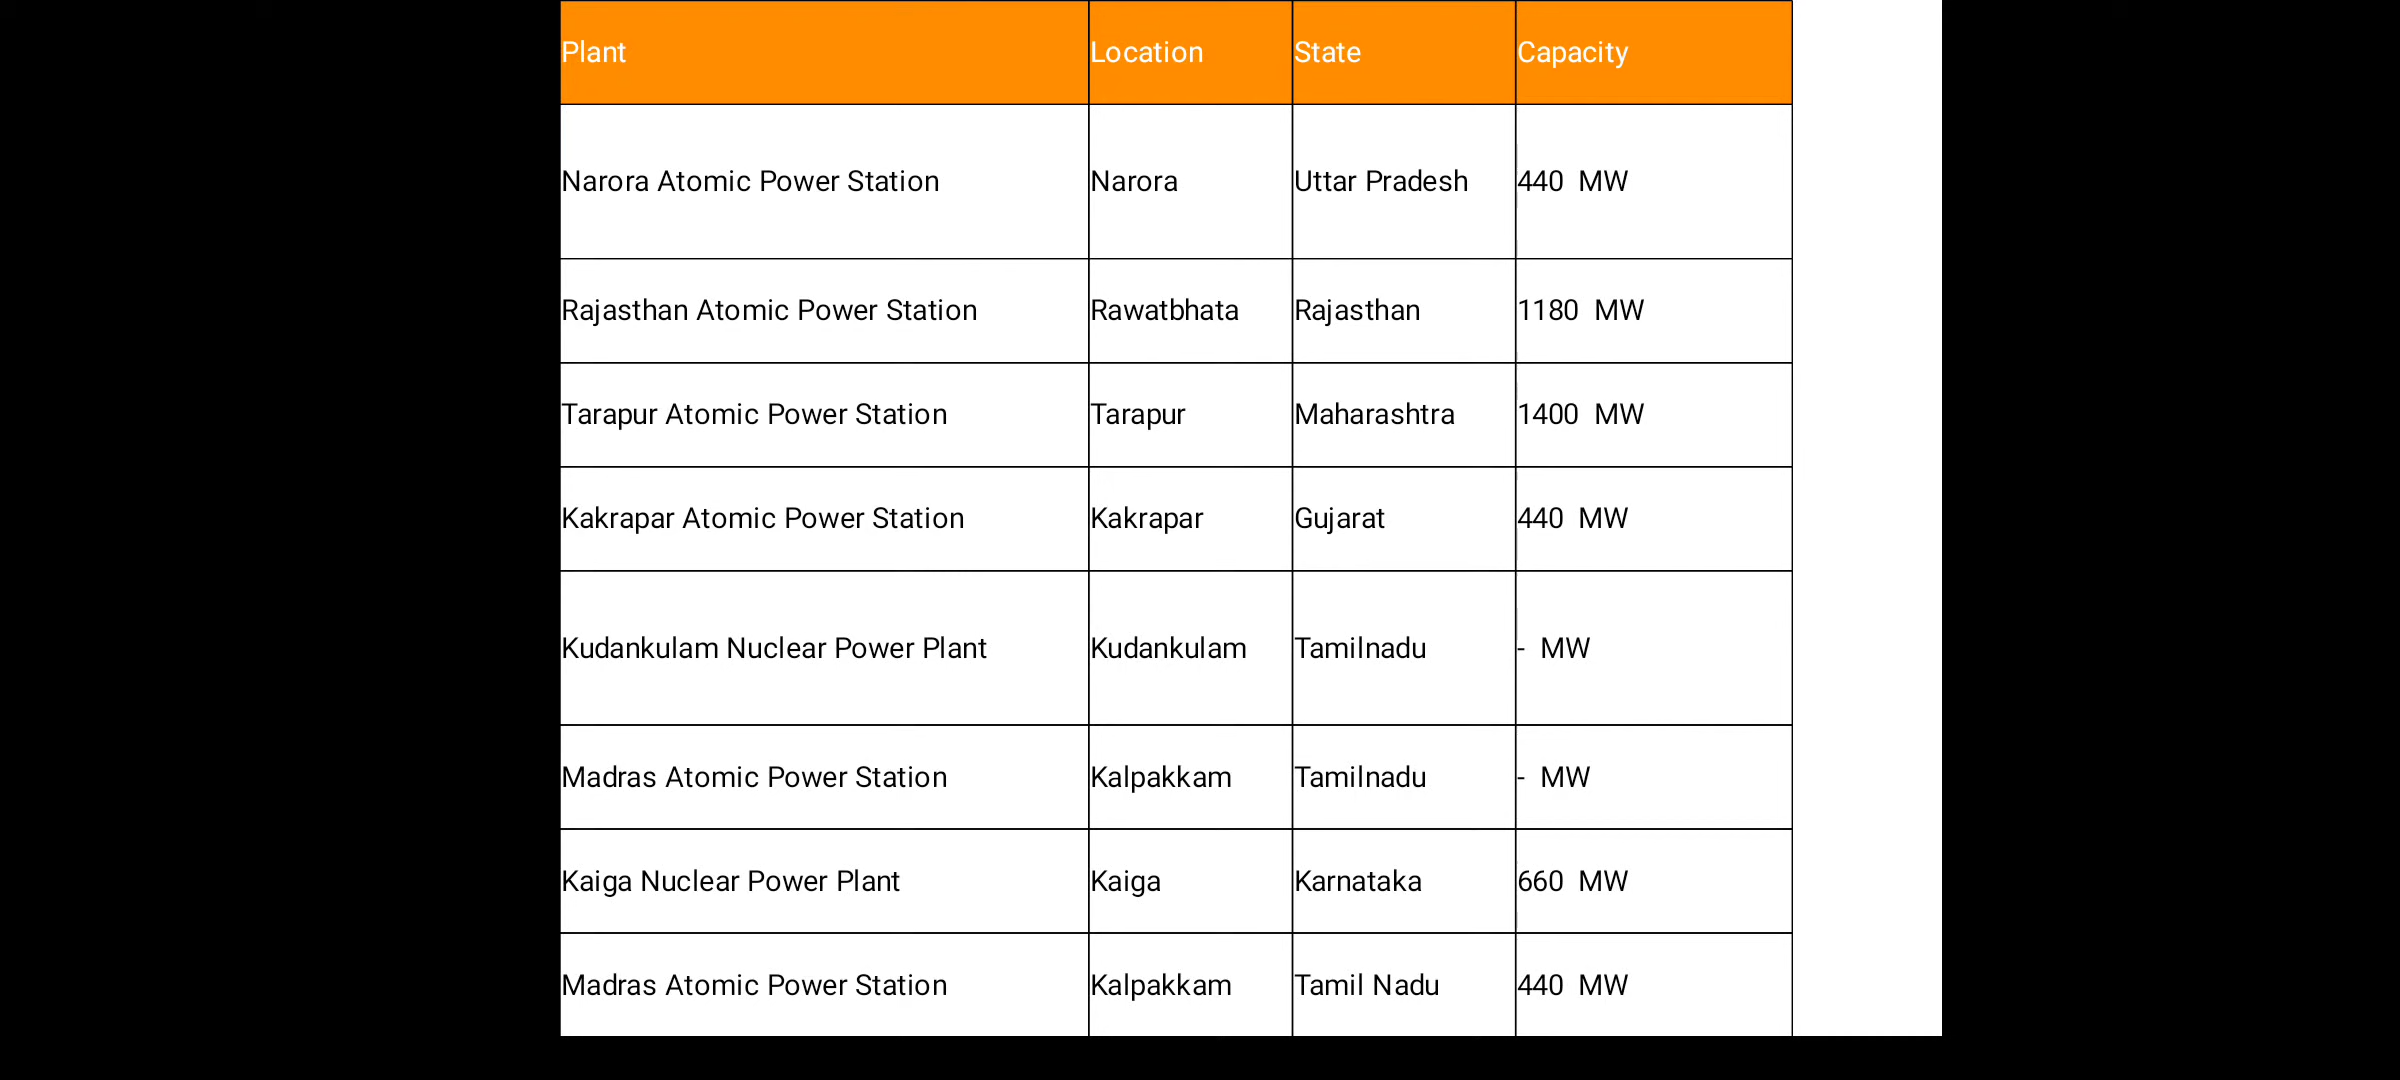 Plant Location State Capacity
Narora Atomic Power Station Narora Uttar Pradesh 440 MW
Rajasthan Atomic Power Station Rawatbhata Rajasthan 1180 MW
Tarapur Atomic Power Station Tarapur Maharashtra 1400 MW
Kakrapar Atomic Power Station Kakrapar Gujarat 440 MW
Kudankulam Nuclear Power Plant Kudankulam Tamilnadu - MW
Madras Atomic Power Station Kalpakkam Tamilnadu - MW
Kaiga Nuclear Power Plant Kaiga Karnataka 660 MW
Madras Atomic Power Station Kalpakkam Tamil Nadu 440 MW